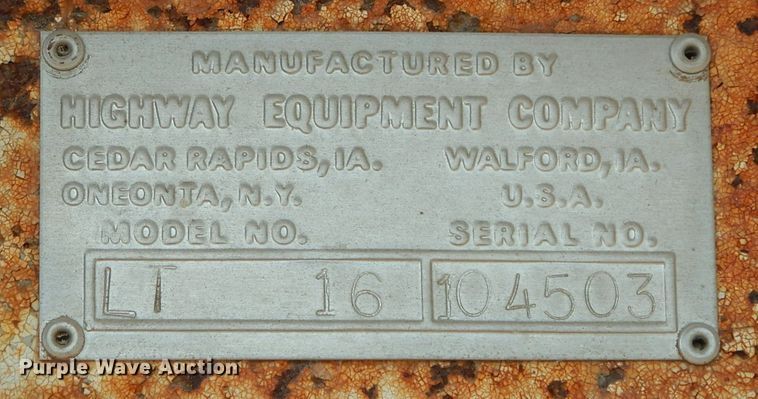 MANUFACTURED BY
HIGHWAY EQUIPMENT COMPANY
CEDAR RAPIDS, IA. WALFORD, IA.
ONEONTA, N.Y. U.S.A.
MODEL NO. SERIAL NO.
LT 16 104503
Purple Wave Auction